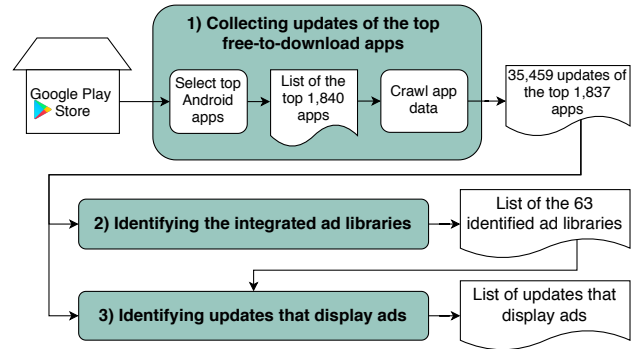 1) Collecting updates of the top
free-to-download apps
Google Play
Store
Select top
Android
apps
List of the
top 1,840
apps
Crawl app
data
35,459 updates of
the top 1,837
apps
2) Identifying the integrated ad libraries
List of the 63
identified ad libraries
3) Identifying updates that display ads
List of updates that
display ads